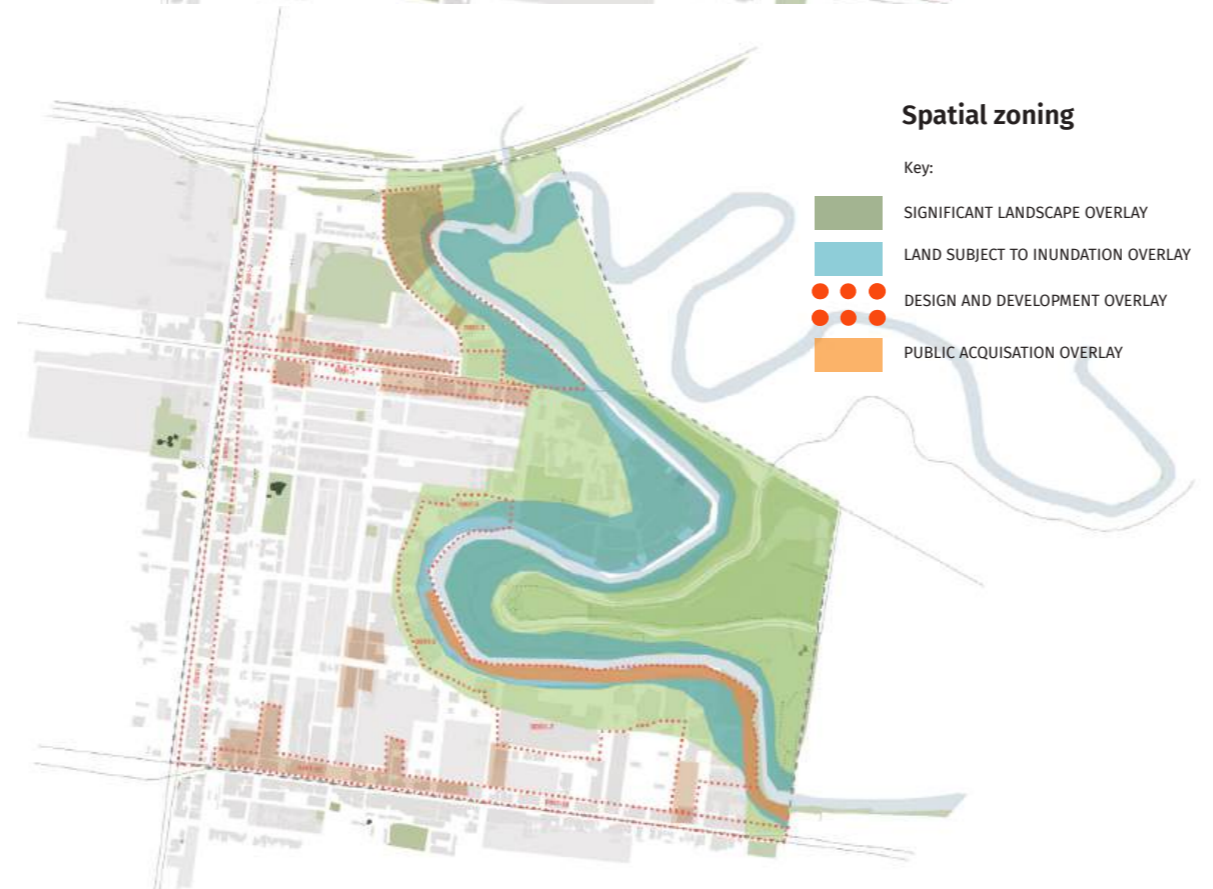 Spatial zoning
Key:
SIGNIFICANT LANDSCAPE OVERLAY
LAND SUBJECT TO INUNDATION OVERLAY
DESIGN AND DEVELOPMENT OVERLAY
PUBLIC ACQUISATION OVERLAY